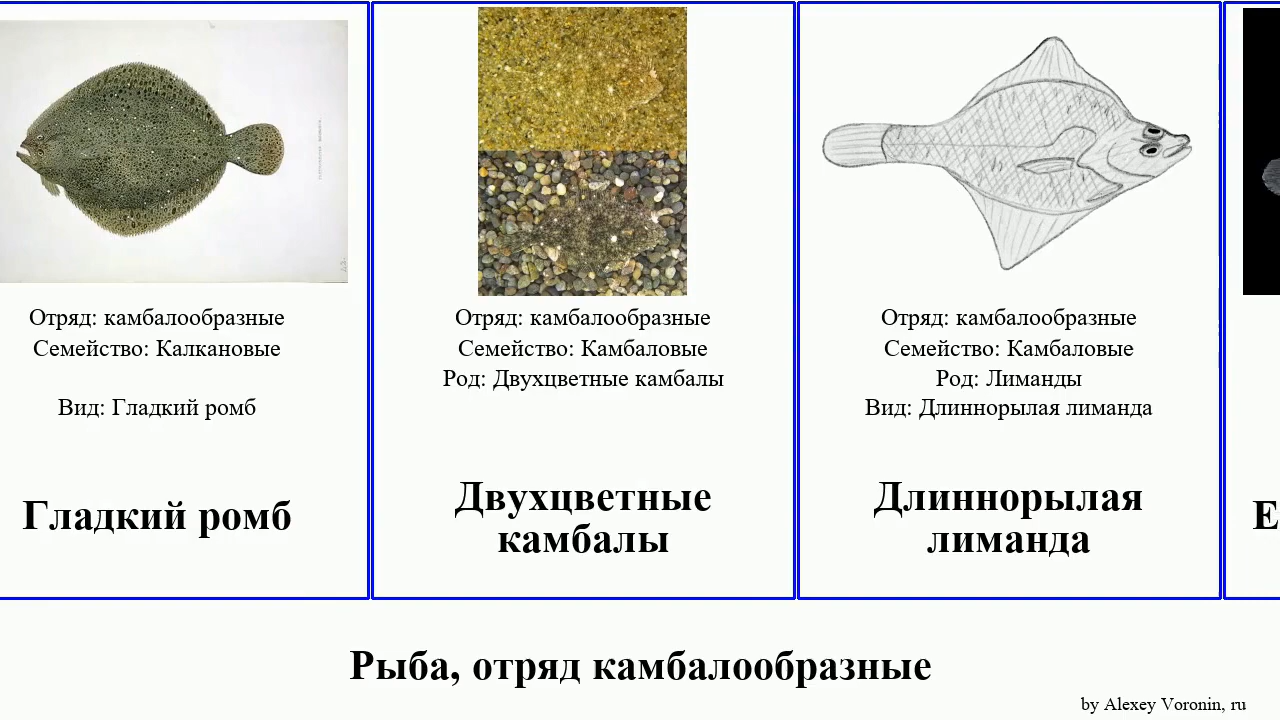 Отряд: камбалообразные
Семейство: Калкановые
Вид: Гладкий ромб
Гладкий ромб
Отряд: камбалообразные
Семейство: Камбаловые
Род: Двухцветные камбалы
Двухцветные
камбалы
Отряд: камбалообразные
Семейство: Камбаловые
Род: Лиманды
Вид: Длиннорылая лиманда
Длиннорылая
лиманда
Е
Рыба, отряд камбалообразные
by Alexey Voronin, ru